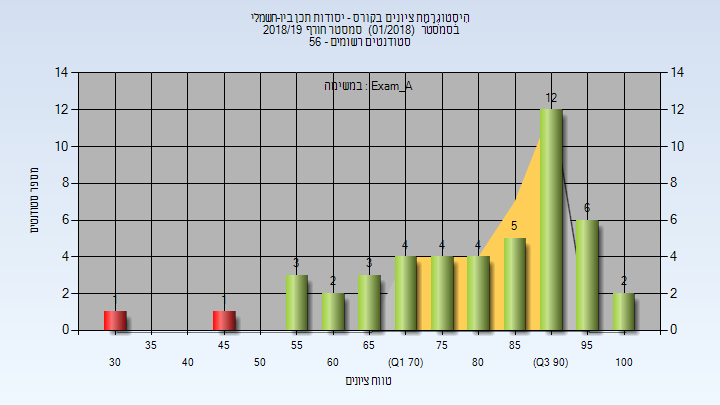 היסטוגרמת ציונים בקורס - יסודות תכן ביו-חשמלי
בסמסטר (01/2018) סמסטר חורף 2018/19
סטודנטים רשומים - 56
במשימה : Exam_A
מספר סטודנטים
14 14
12 12
10 10
8 8
6 6
4 4
2 2
0 0
1 1 3 2 3 4 4 4 5 12 6 2
35 45 55 65 75 85 95
30 40 50 60 (Q1 70) 80 (Q3 90) 100
טווח ציונים